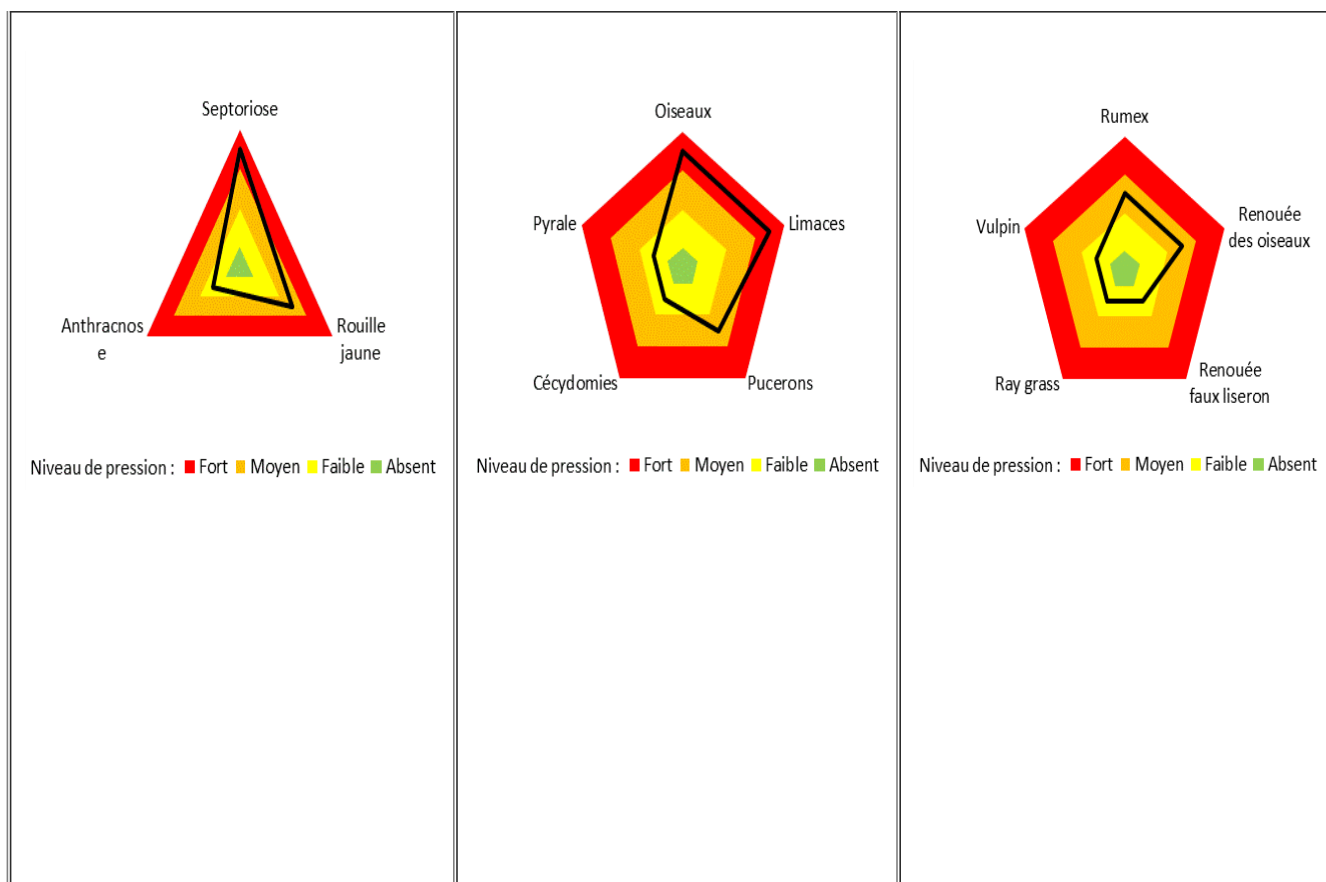 Septoriose
Anthracnos
e
Rouille
jaune
Niveau de pression : Fort Moyen Faible Absent
Oiseaux
Pyrale
Limaces
Cécydomies
Pucerons
Niveau de pression : Fort Moyen Faible Absent
Rumex
Vulpin
Renouée
des oiseaux
Ray grass
Renouée
faux liseron
Niveau de pression : Fort Moyen Faible Absent